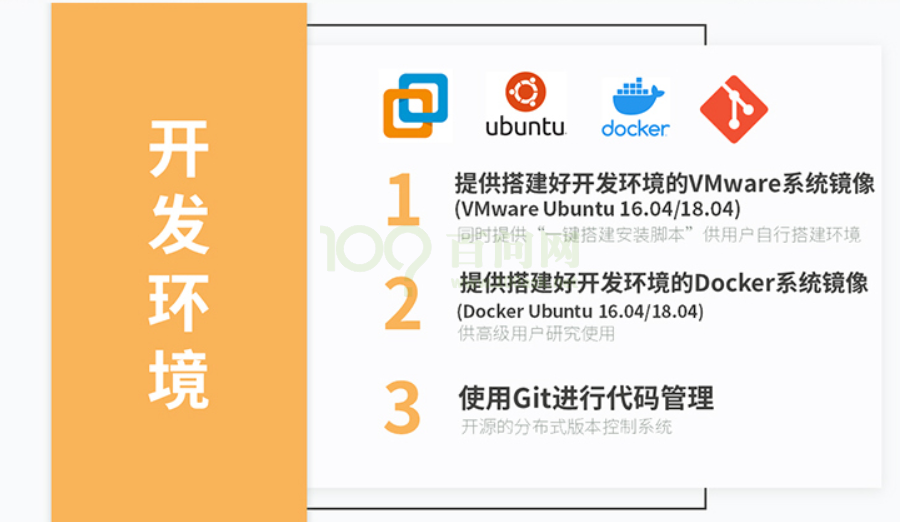 开发环境
ubuntu
docker
1
提供搭建好开发环境的VMware系统镜像
(VMware Ubuntu 16.04/18.04)
同时提供“一键搭建安装脚本”供用户自行搭建环境
100 百问网
2
提供搭建好开发环境的Docker系统镜像
(Docker Ubuntu 16.04/18.04)
供高级用户研究使用
3
使用Git进行代码管理
开源的分布式版本控制系统